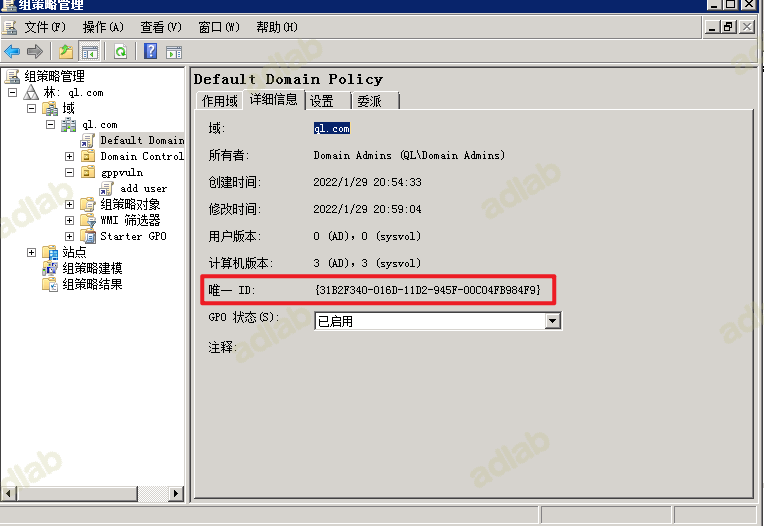 组策略管理
文件(F) 操作(A) 查看(V) 窗口(W) 帮助(H)
组策略管理
林: ql.com
域
ql.com
Default Domain
Domain Control
gppvuln
add user
组策略对象
WMI 筛选器
Starter GPO
站点
组策略建模
组策略结果
Default Domain Policy
作用域 详细信息 设置 委派
域: ql.com
所有者: Domain Admins (QL\Domain Admins)
创建时间: 2022/1/29 20:54:33
修改时间: 2022/1/29 20:59:04
用户版本: 0 (AD), 0 (sysvol)
计算机版本: 3 (AD), 3 (sysvol)
唯一 ID: {31B2F340-016D-11D2-945F-00C04FB984F9}
GPO 状态(S): 已启用
注释:
adlab
adlab
adlab
adlab
adlab
adlab